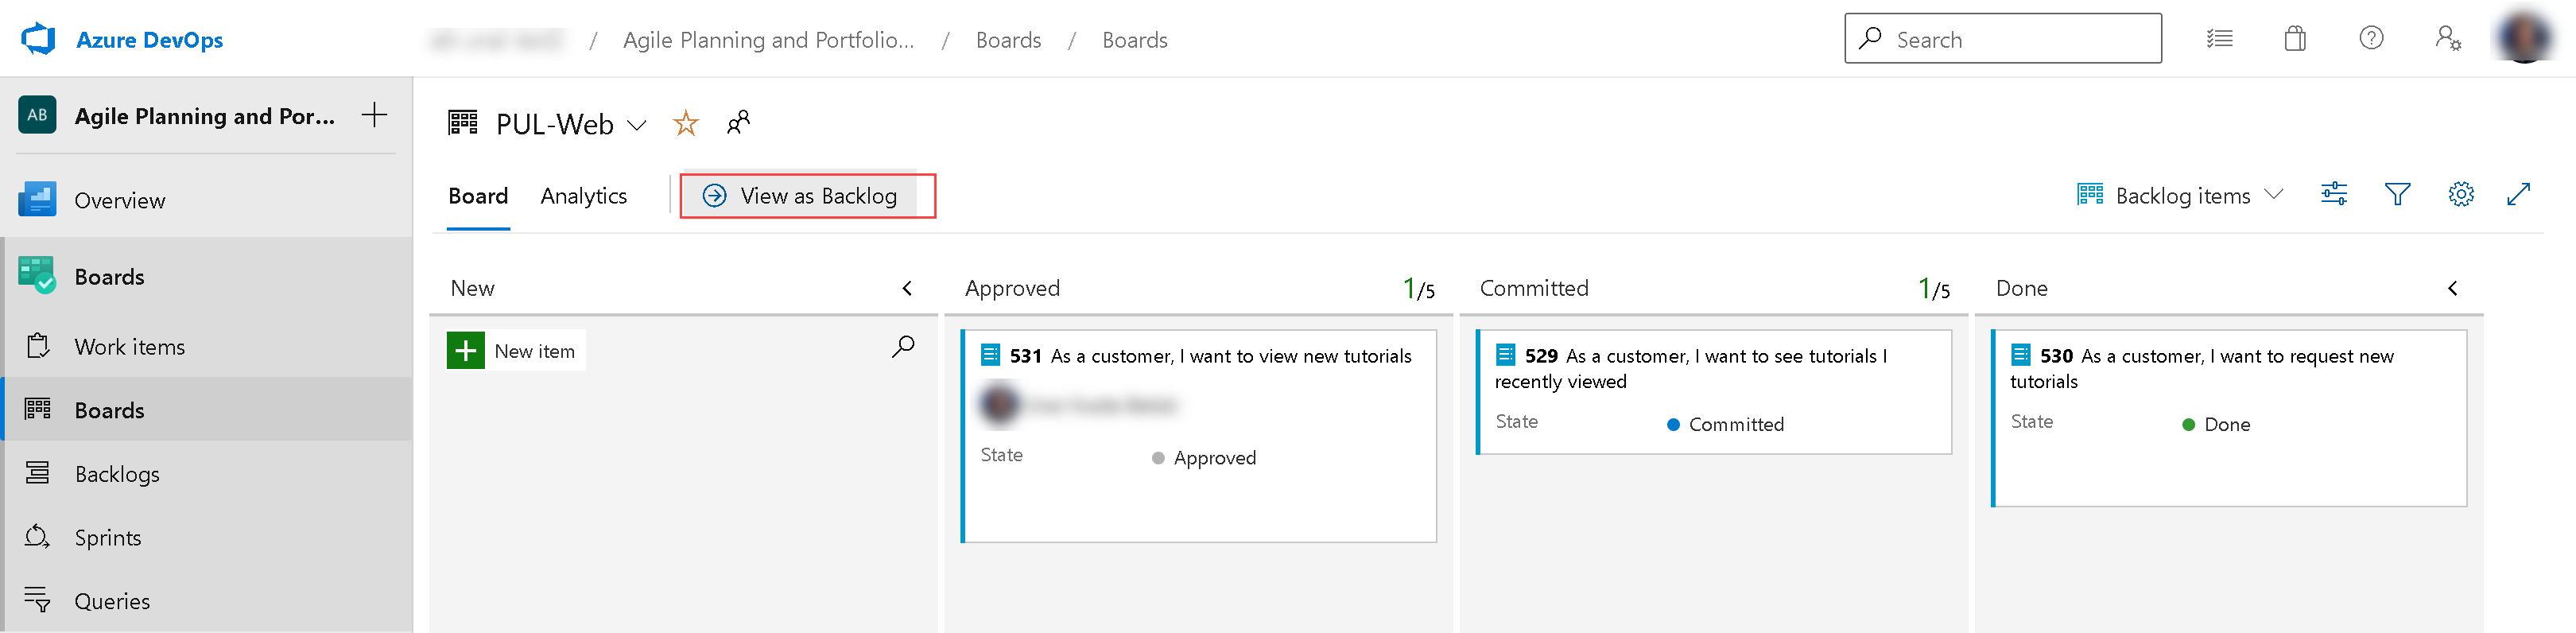 Azure DevOps
/ Agile Planning and Portfolio... / Boards / Boards
Search
AB Agile Planning and Por...
Overview
Boards
Work items
Boards
Backlogs
Sprints
Queries
PUL-Web
Board Analytics View as Backlog
Backlog items
New
New item
Approved 1/5
531 As a customer, I want to view new tutorials
State Approved
Committed 1/5
529 As a customer, I want to see tutorials I
recently viewed
State Committed
Done
530 As a customer, I want to request new
tutorials
State Done